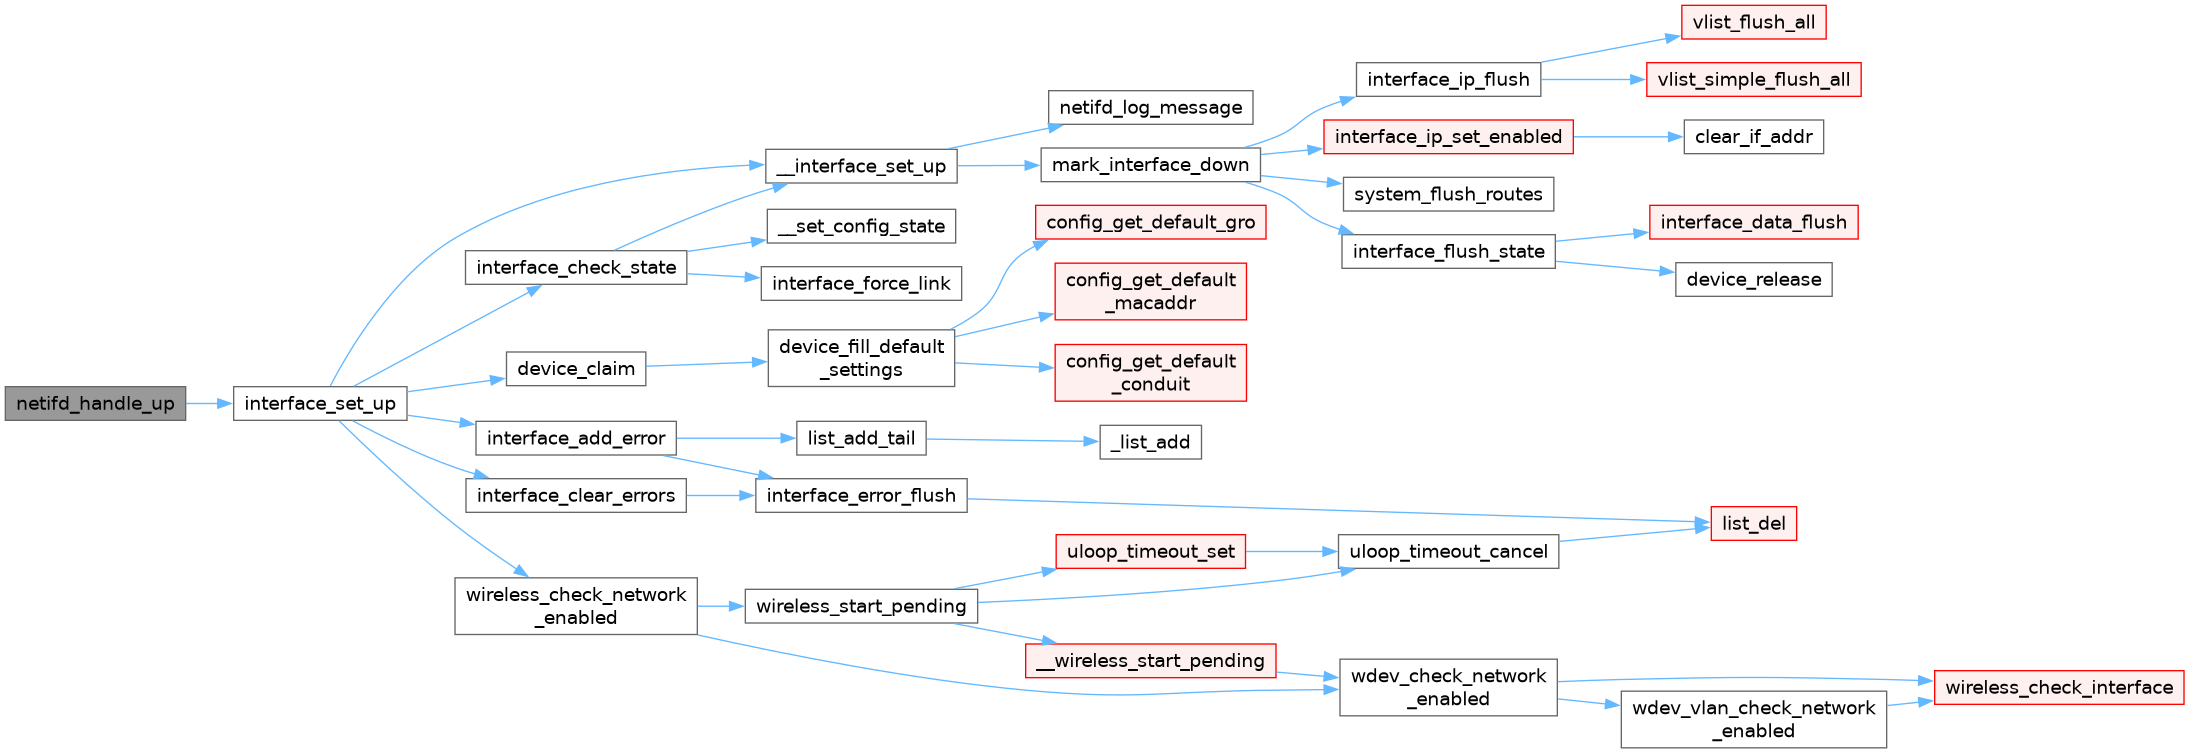 netifd_handle_up
interface_set_up
__interface_set_up
interface_check_state
device_claim
interface_add_error
interface_clear_errors
wireless_check_network
_enabled
netifd_log_message
mark_interface_down
__set_config_state
interface_force_link
device_fill_default
_settings
list_add_tail
interface_error_flush
wireless_start_pending
config_get_default_gro
config_get_default
_macaddr
config_get_default
_conduit
_list_add
uloop_timeout_set
__wireless_start_pending
interface_ip_flush
interface_ip_set_enabled
system_flush_routes
interface_flush_state
uloop_timeout_cancel
wdev_check_network
_enabled
vlist_flush_all
vlist_simple_flush_all
clear_if_addr
interface_data_flush
device_release
list_del
wdev_vlan_check_network
_enabled
wireless_check_interface